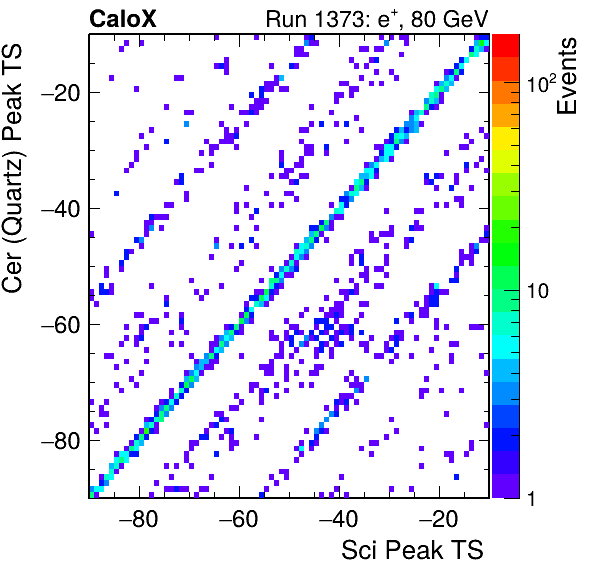 CaloX Run 1373: e⁺, 80 GeV
Cer (Quartz) Peak TS
−20
−40
−60
−80
−80 −60 −40 −20
Sci Peak TS
10²
10
1
Events